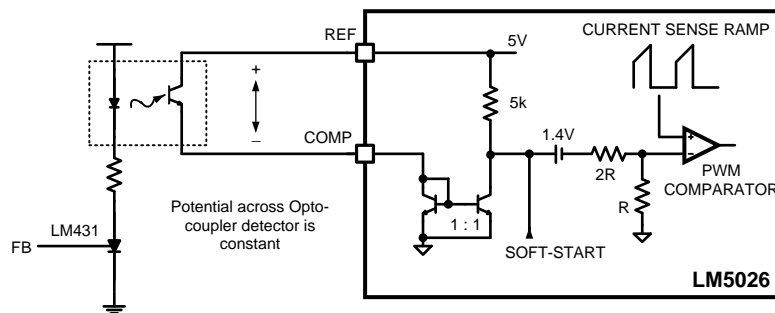 REF
CURRENT SENSE RAMP
5V
+
5k
–
COMP
1.4V
+
–
2R
PWM
COMPARATOR
R
LM431
Potential across Opto-
coupler detector is
constant
1 : 1
FB
SOFT-START
LM5026